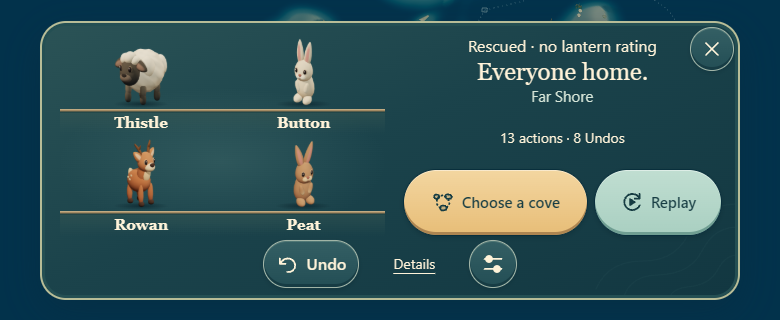 Thistle
Button
Rowan
Peat
Rescued · no lantern rating
Everyone home.
Far Shore
13 actions · 8 Undos
Choose a cove
Replay
Undo
Details